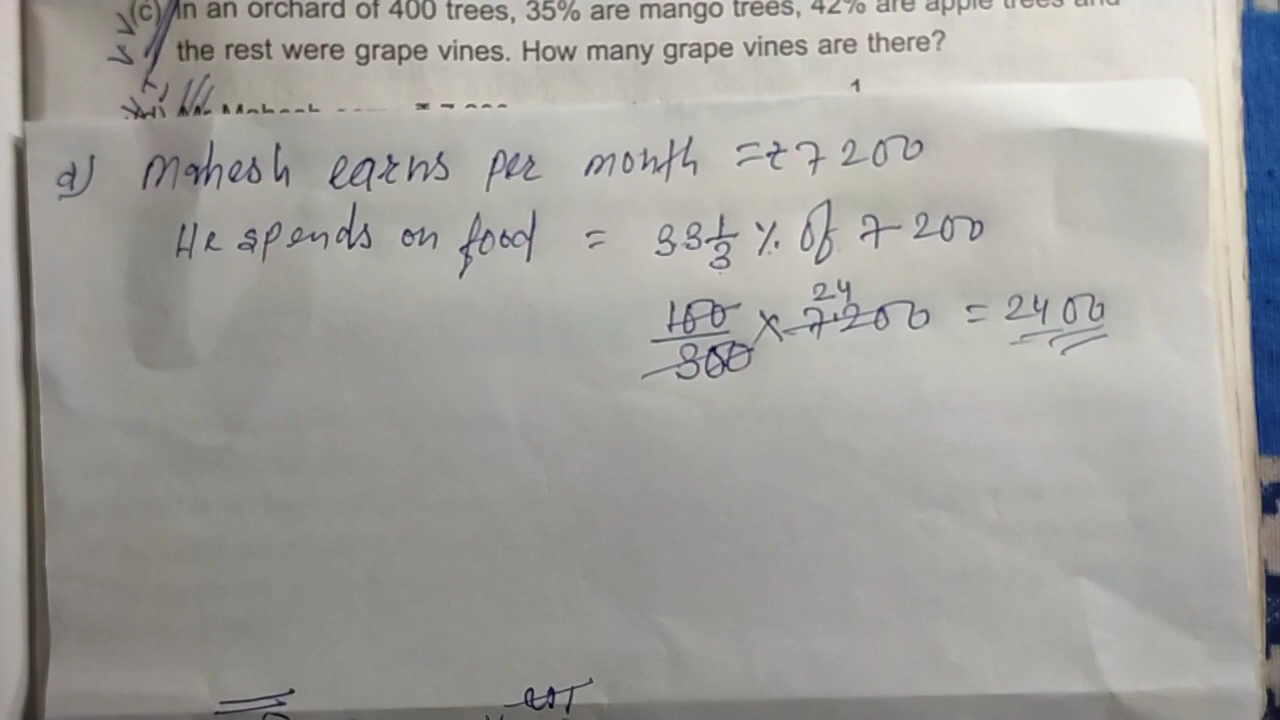 (c) In an orchard of 400 trees, 35% are mango trees, 42% are apple trees and
the rest were grape vines. How many grape vines are there?
1
d) Mahesh earns per month = ₹ 7200
He spends on food = 33 1/3 % of 7200
100/300 × 7200 = 2400
24